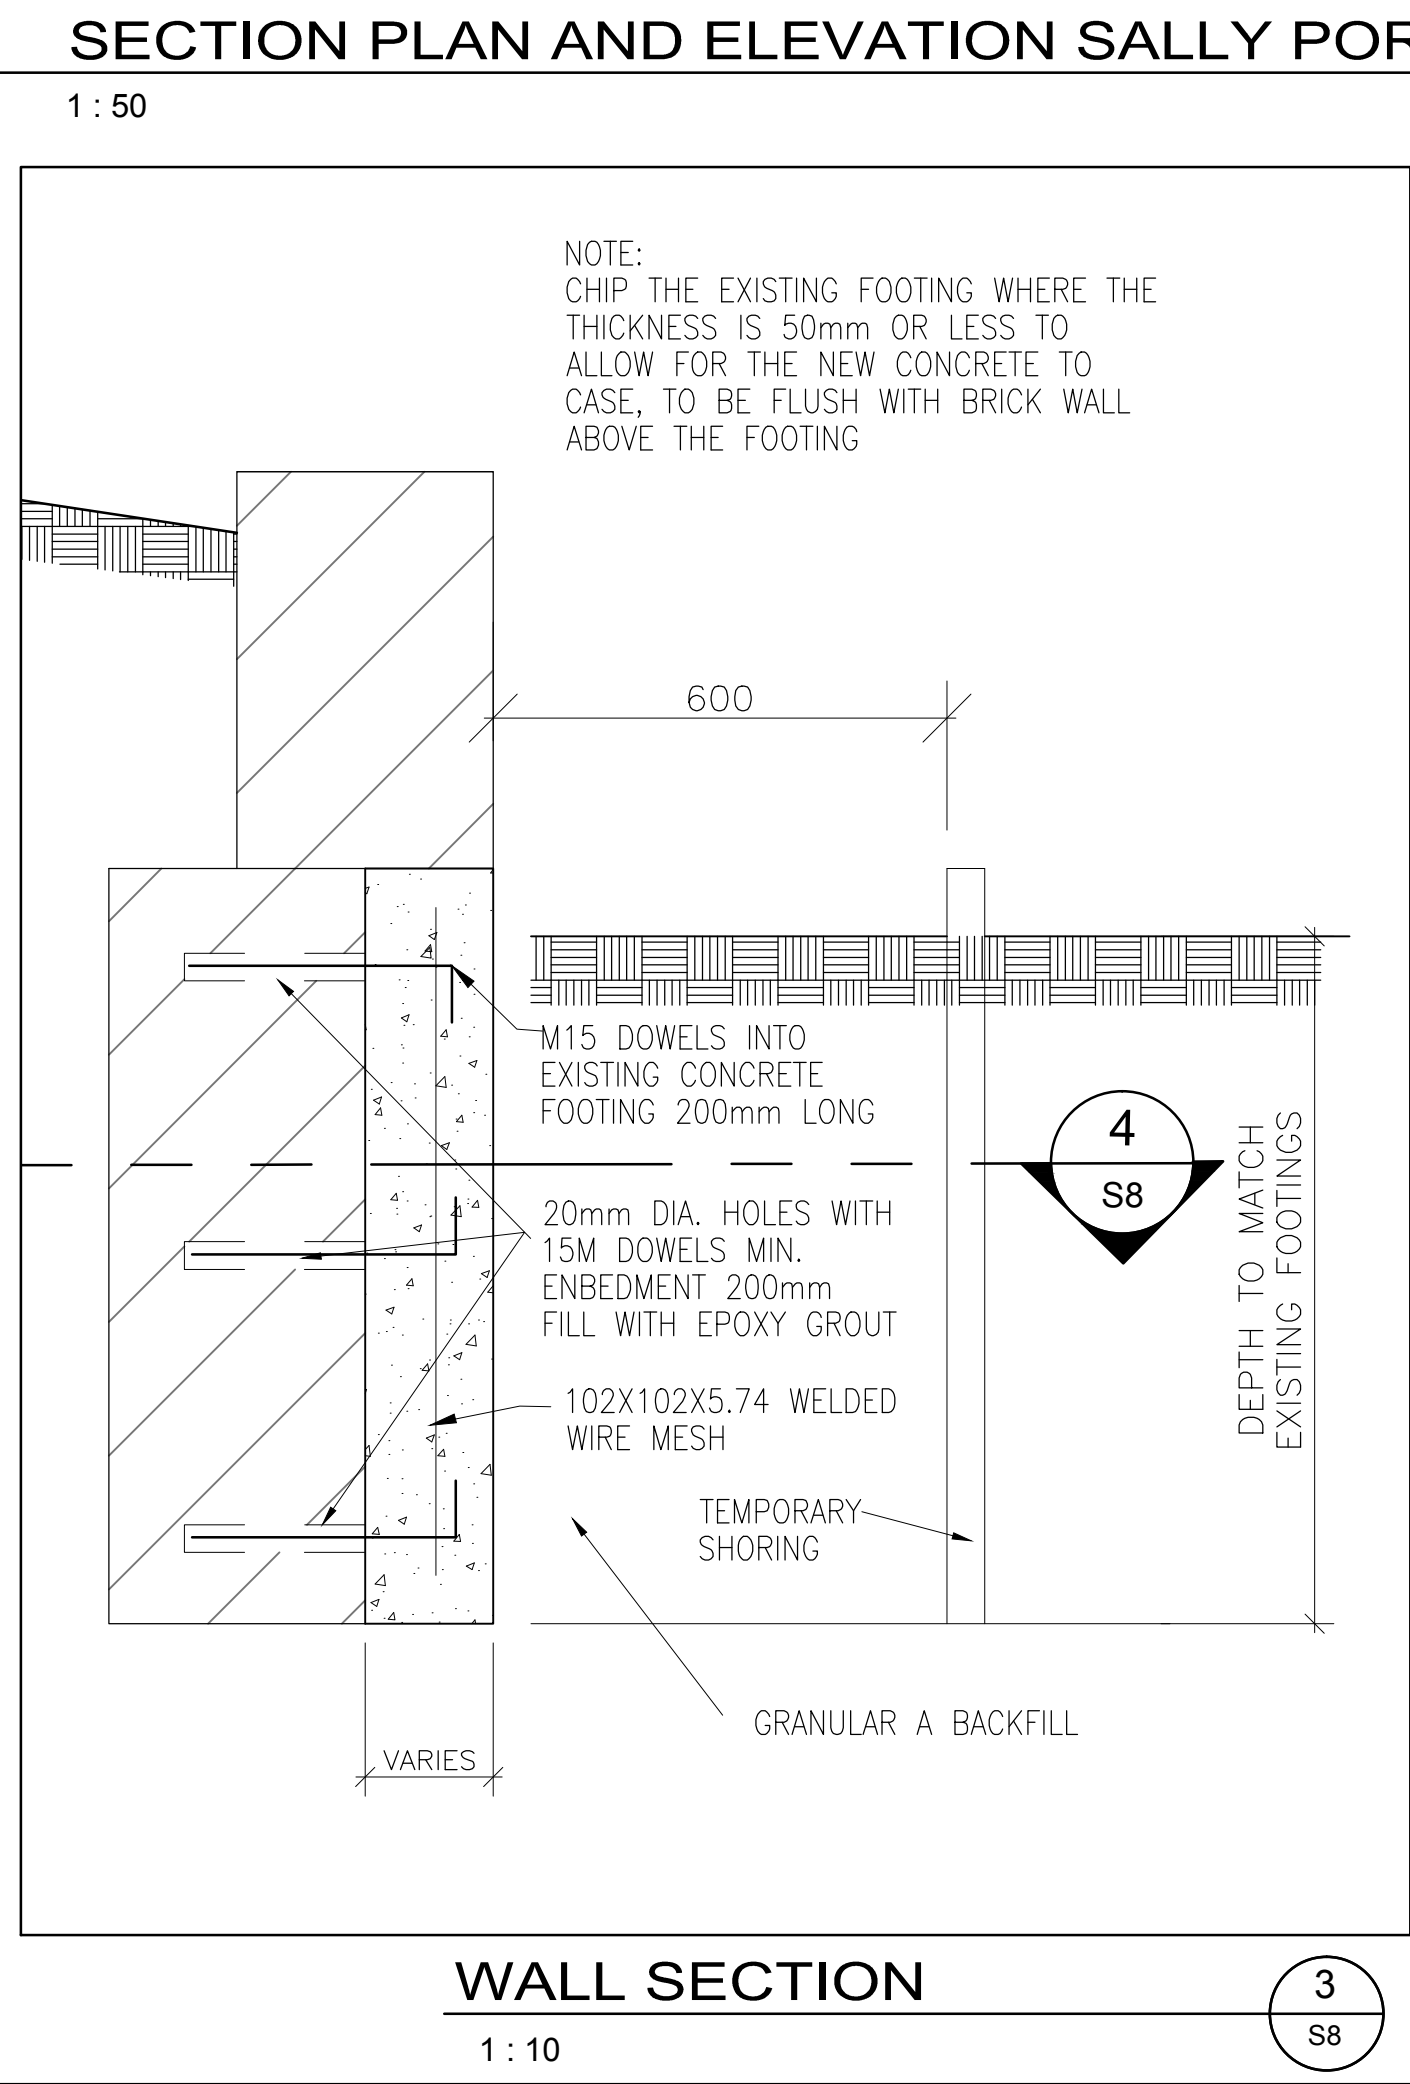 SECTION PLAN AND ELEVATION SALLY POR
1 : 50
NOTE:
CHIP THE EXISTING FOOTING WHERE THE
THICKNESS IS 50mm OR LESS TO
ALLOW FOR THE NEW CONCRETE TO
CASE, TO BE FLUSH WITH BRICK WALL
ABOVE THE FOOTING
600
M15 DOWELS INTO
EXISTING CONCRETE
FOOTING 200mm LONG
4
S8
DEPTH TO MATCH
EXISTING FOOTINGS
20mm DIA. HOLES WITH
15M DOWELS MIN.
ENBEDMENT 200mm
FILL WITH EPOXY GROUT
102X102X5.74 WELDED
WIRE MESH
TEMPORARY
SHORING
GRANULAR A BACKFILL
VARIES
WALL SECTION
1 : 10
3
S8